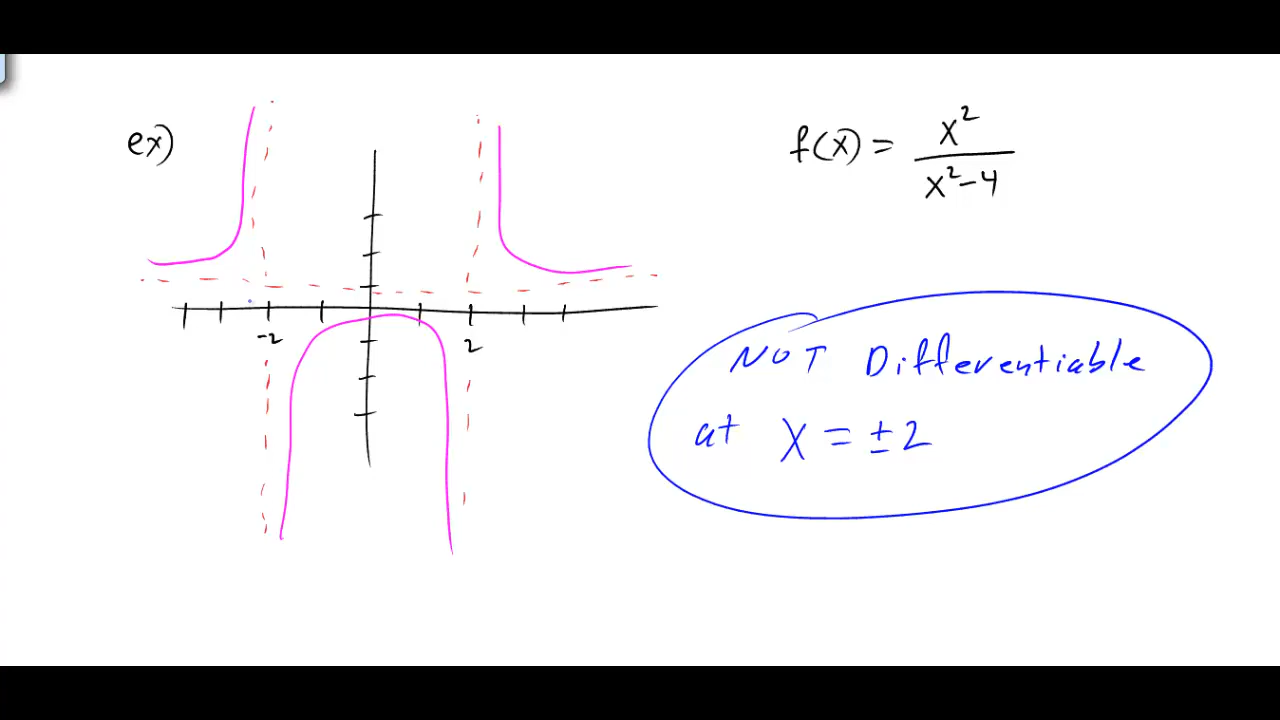 ex)
f(x) = x²/(x²-4)
-2
2
NOT Differentiable
at x = ±2